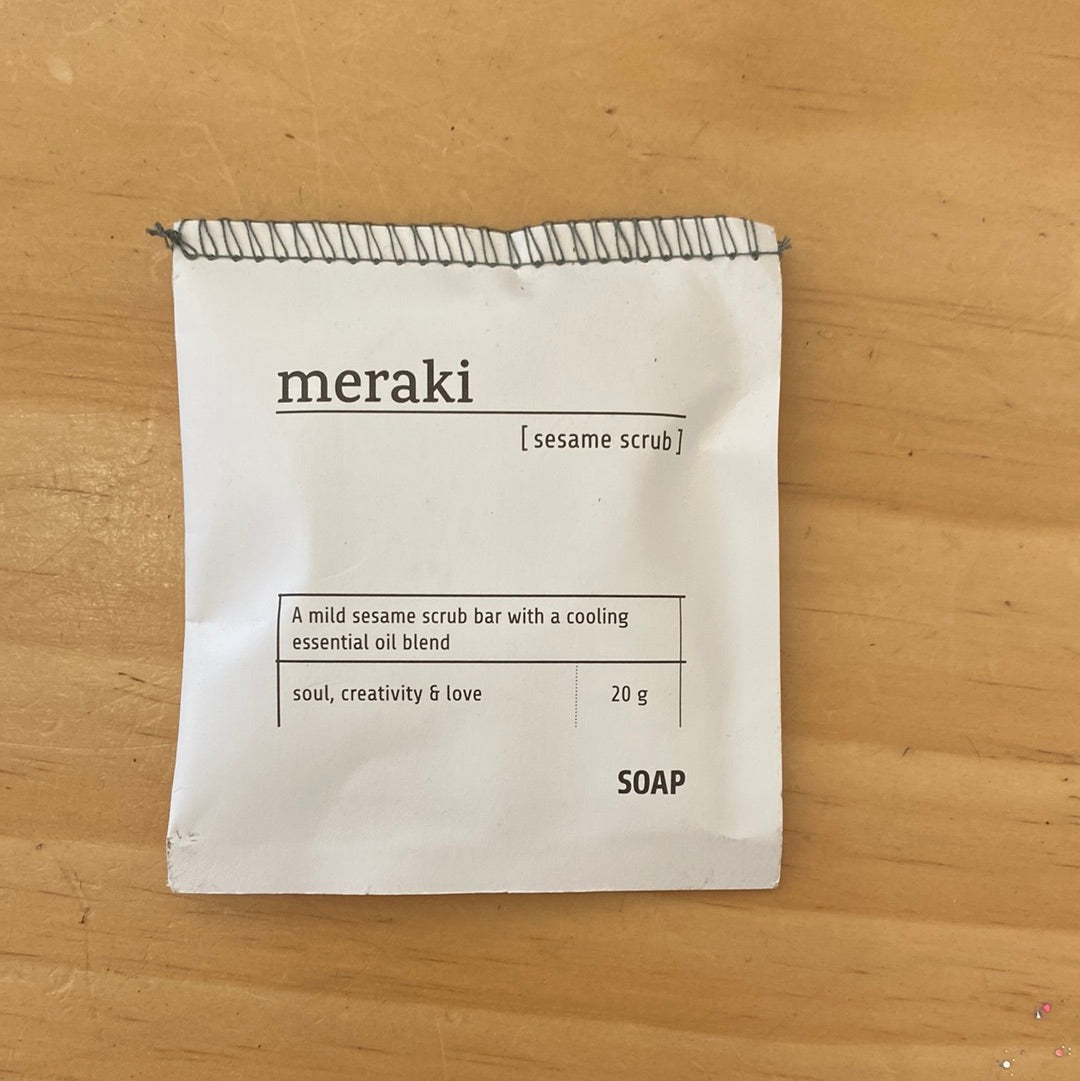 meraki
[sesame scrub]
A mild sesame scrub bar with a cooling
essential oil blend
soul, creativity & love
20 g
SOAP